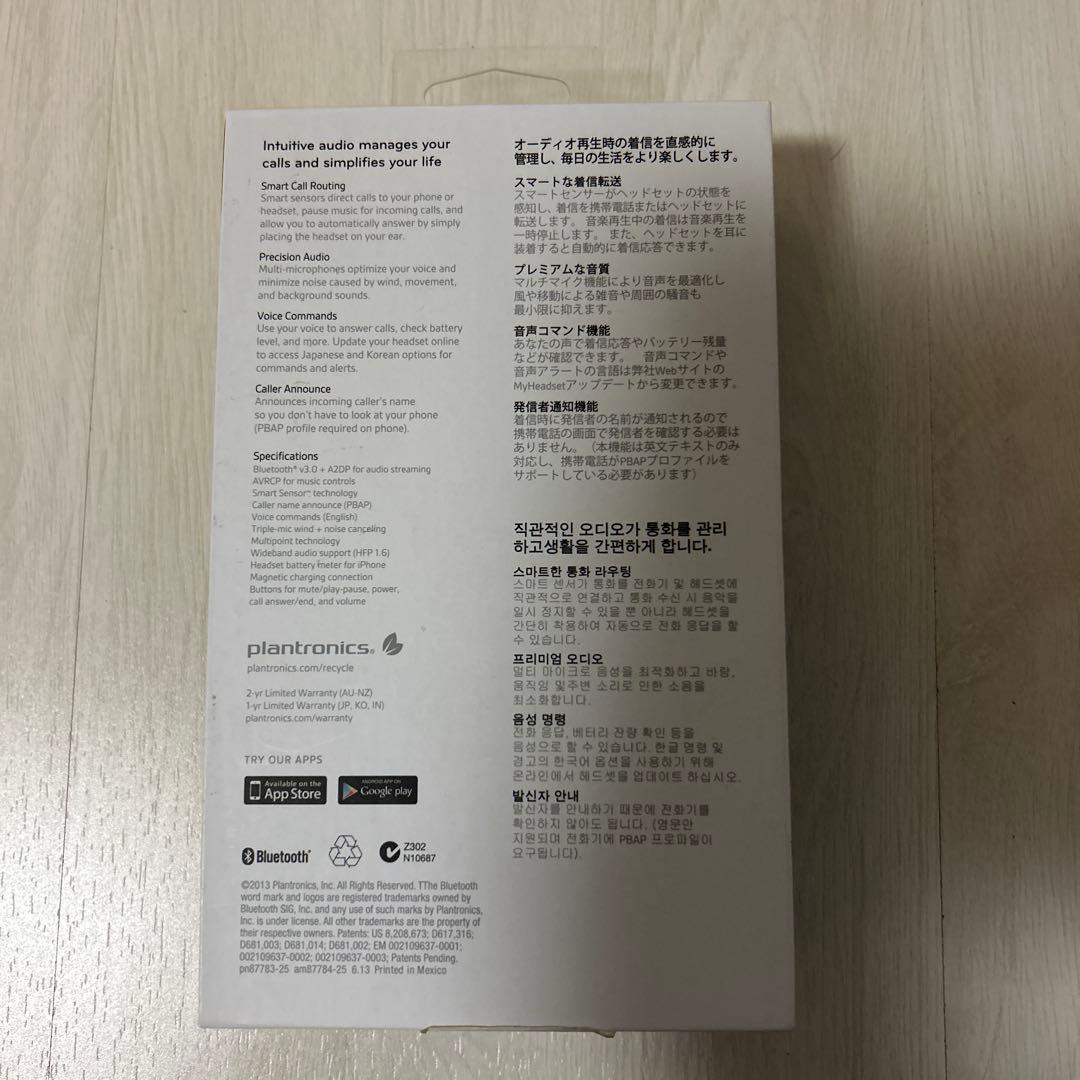 Intuitive audio manages your
calls and simplifies your life
Smart Call Routing
Smart sensors direct calls to your phone or
headset, pause music for incoming calls, and
allow you to automatically answer by simply
placing the headset on your ear.
Precision Audio
Multi-microphones optimize your voice and
minimize noise caused by wind, movement,
and background sounds.
Voice Commands
Use your voice to answer calls, check battery
level, and more. Update your headset online
to access Japanese and Korean options for
commands and alerts.
Caller Announce
Announces incoming caller's name
so you don't have to look at your phone
(PBAP profile required on phone).
Specifications
Bluetooth® v3.0 + A2DP for audio streaming
AVRCP for music controls
Smart Sensor™ technology
Caller name announce (PBAP)
Voice commands (English)
Triple-mic wind + noise canceling
Multipoint technology
Wideband audio support (HFP 1.6)
Headset battery meter for iPhone
Magnetic charging connection
Buttons for mute/play-pause, power,
call answer/end, and volume
plantronics®
plantronics.com/recycle
2-yr Limited Warranty (AU-NZ)
1-yr Limited Warranty (JP, KO, IN)
plantronics.com/warranty
TRY OUR APPS
Available on the
App Store
ANDROID APP ON
Google play
Bluetooth®
Z302
N10687
©2013 Plantronics, Inc. All Rights Reserved. TThe Bluetooth
word mark and logos are registered trademarks owned by
Bluetooth SIG, Inc. and any use of such marks by Plantronics,
Inc. is under license. All other trademarks are the property of
their respective owners. Patents: US 8,208,673; D617,316;
D681,003; D681,014; D681,002; EM 002109637-0001;
002109637-0002; 002109637-0003; Patents Pending.
pn87783-25 am87784-25 6.13 Printed in Mexico
オーディオ再生時の着信を直感的に
管理し、毎日の生活をより楽しくします。
スマートな着信転送
スマートセンサーがヘッドセットの状態を
感知し、着信を携帯電話またはヘッドセットに
転送します。 音楽再生中の着信は音楽再生を
一時停止します。 また、ヘッドセットを耳に
装着すると自動的に着信応答できます。
プレミアムな音質
マルチマイク機能により音声を最適化し
風や移動による雑音や周囲の騒音も
最小限に抑えます。
音声コマンド機能
あなたの声で着信応答やバッテリー残量
などが確認できます。 音声コマンドや
音声アラートの言語は弊社Webサイトの
MyHeadsetアップデートから変更できます。
発信者通知機能
着信時に発信者の名前が通知されるので
携帯電話の画面で発信者を確認する必要は
ありません。（本機能は英文テキストのみ
対応し、携帯電話がPBAPプロファイルを
サポートしている必要があります）
직관적인 오디오가 통화를 관리
하고생활을 간편하게 합니다.
스마트한 통화 라우팅
스마트 센서가 통화를 전화기 및 헤드셋에
직관적으로 연결하고 통화 수신 시 음악을
일시 정지할 수 있을 뿐 아니라 헤드셋을
간단히 착용하여 자동으로 전화 응답을 할
수 있습니다.
프리미엄 오디오
멀티 마이크로 음성을 최적화하고 바람,
움직임 및주변 소리로 인한 소음을
최소화합니다.
음성 명령
전화 응답, 베터리 잔량 확인 등을
음성으로 할 수 있습니다. 한글 명령 및
경고의 한국어 옵션을 사용하기 위해
온라인에서 헤드셋을 업데이트 하십시오.
발신자 안내
발신자를 안내하기 때문에 전화기를
확인하지 않아도 됩니다. (영문만
지원되며 전화기에 PBAP 프로파일이
요구됩니다).